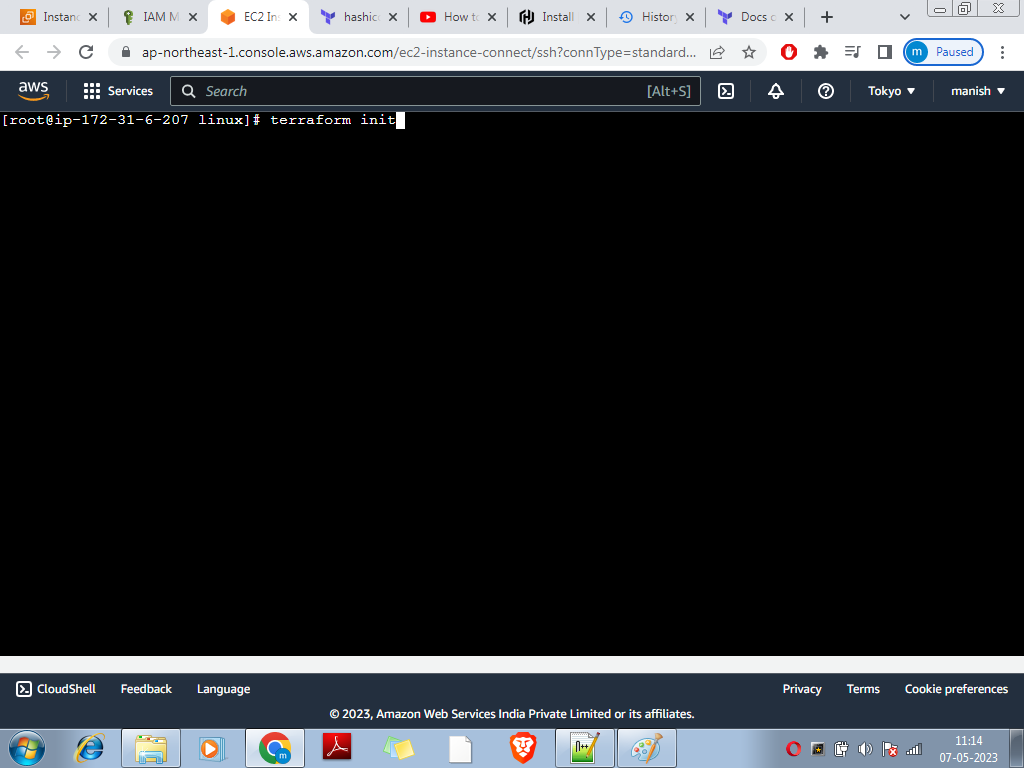 Instanc
IAM M
EC2 In
hashic
How to
Install
History
Docs o
ap-northeast-1.console.aws.amazon.com/ec2-instance-connect/ssh?connType=standard...
m
Paused
aws
Services
Search
[Alt+S]
Tokyo
manish
[root@ip-172-31-6-207 linux]# terraform init
CloudShell
Feedback
Language
Privacy
Terms
Cookie preferences
© 2023, Amazon Web Services India Private Limited or its affiliates.
m
11:14
07-05-2023